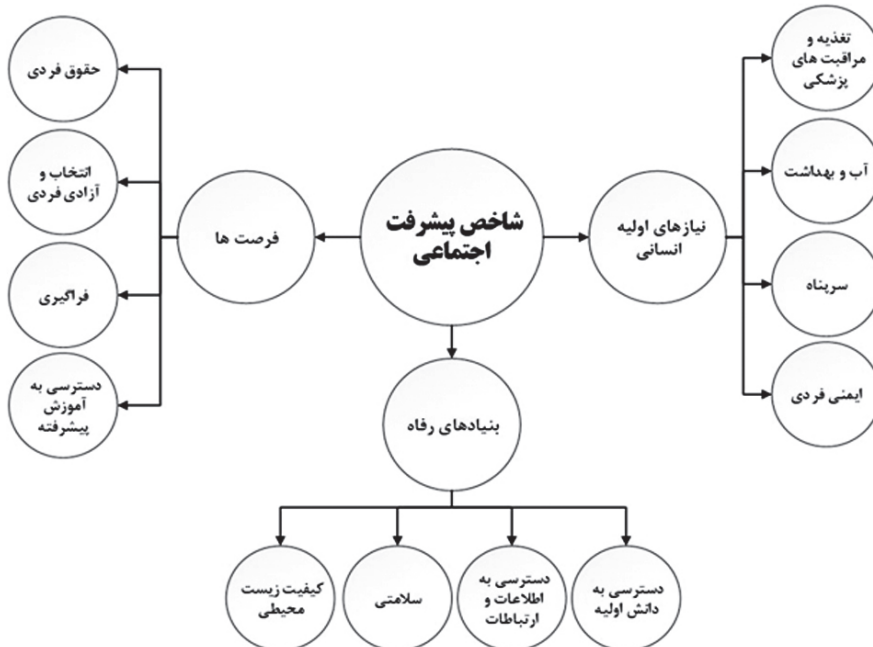 شاخص پیشرفت
اجتماعی
نیازهای اولیه
انسانی
تغذیه و
مراقبت های
پزشکی
آب و بهداشت
سرپناه
ایمنی فردی
بنیادهای رفاه
دسترسی به
دانش اولیه
دسترسی به
اطلاعات و
ارتباطات
سلامتی
کیفیت زیست
محیطی
فرصت ها
حقوق فردی
انتخاب و
آزادی فردی
فراگیری
دسترسی به
آموزش
پیشرفته